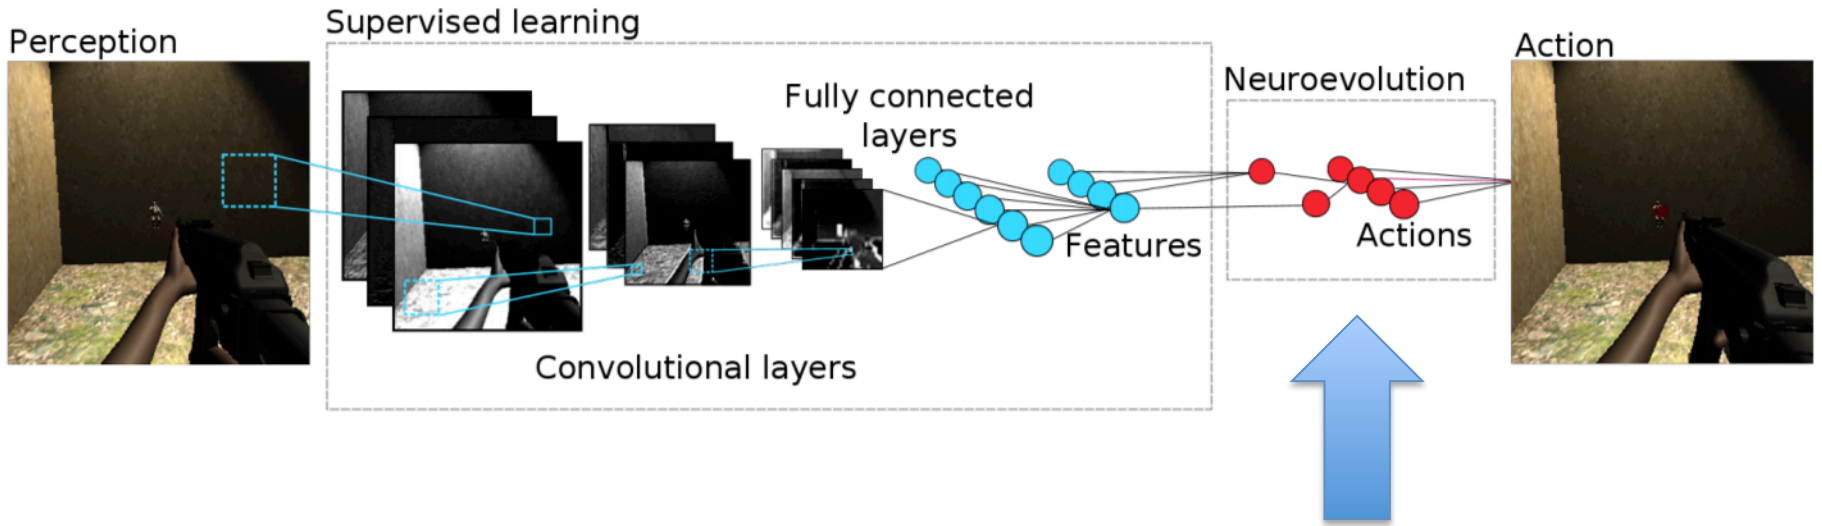 Perception
Supervised learning
Fully connected
layers
Features
Convolutional layers
Neuroevolution
Actions
Action